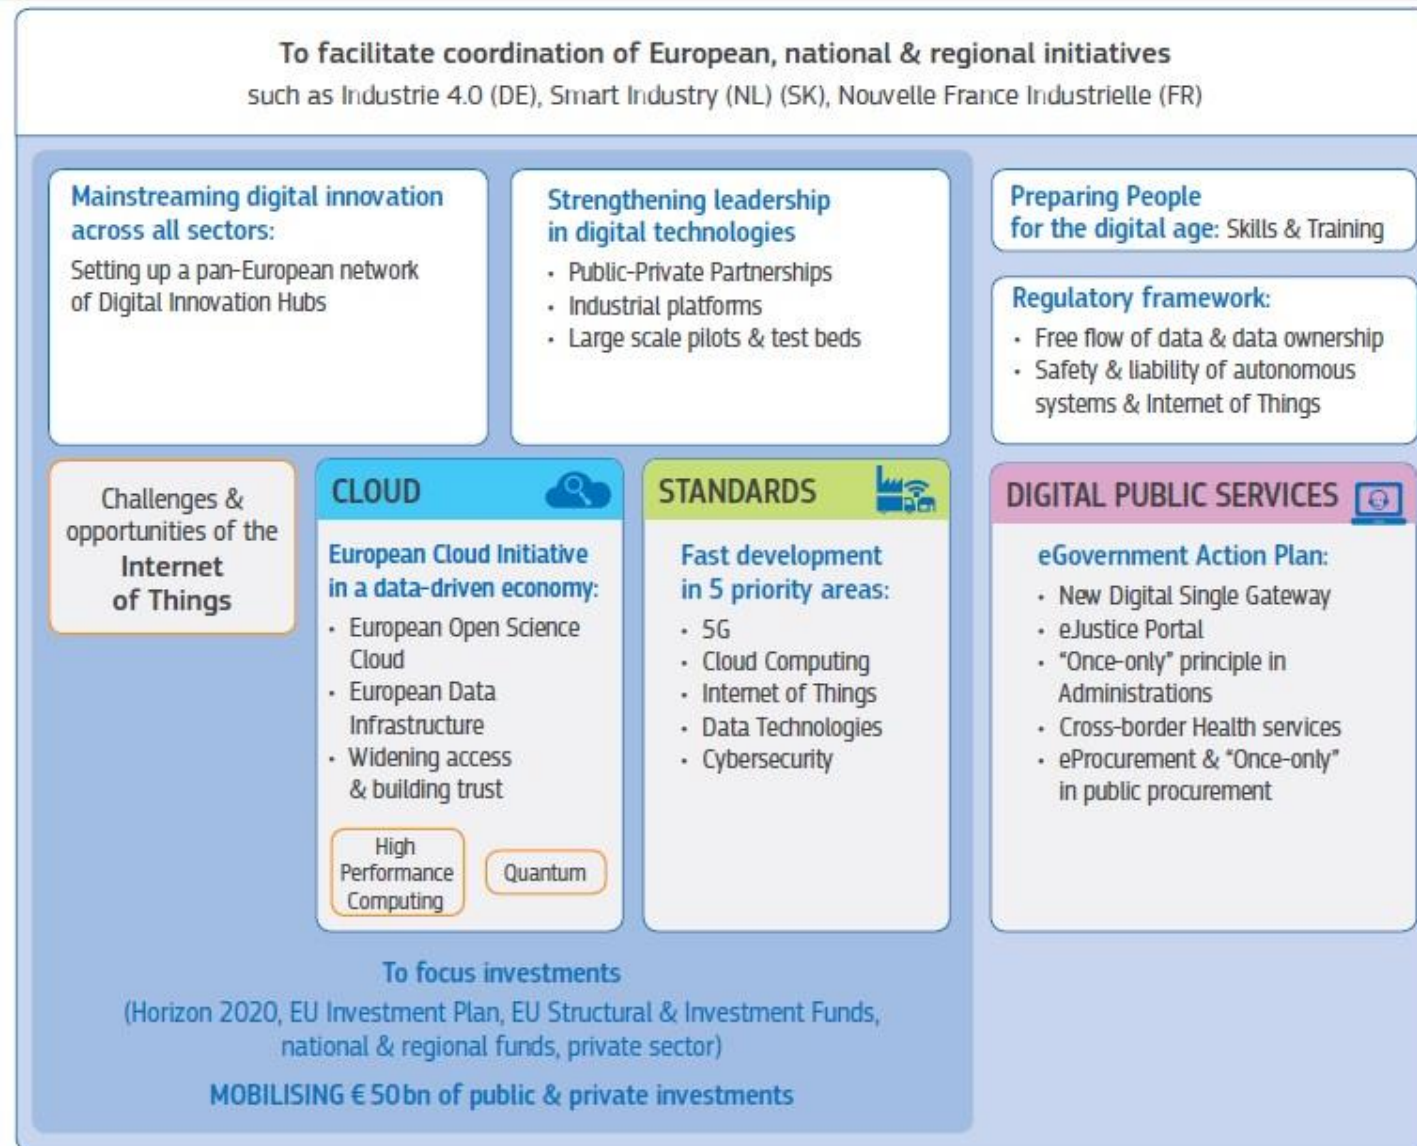 To facilitate coordination of European, national & regional initiatives
such as Industrie 4.0 (DE), Smart Industry (NL) (SK), Nouvelle France Industrielle (FR)
Mainstreaming digital innovation
across all sectors:
Setting up a pan-European network
of Digital Innovation Hubs
Strengthening leadership
in digital technologies
• Public-Private Partnerships
• Industrial platforms
• Large scale pilots & test beds
Preparing People
for the digital age: Skills & Training
Regulatory framework:
• Free flow of data & data ownership
• Safety & liability of autonomous
systems & Internet of Things
Challenges &
opportunities of the
Internet
of Things
CLOUD
European Cloud Initiative
in a data-driven economy:
• European Open Science
Cloud
• European Data
Infrastructure
• Widening access
& building trust
High
Performance
Computing
Quantum
STANDARDS
Fast development
in 5 priority areas:
• 5G
• Cloud Computing
• Internet of Things
• Data Technologies
• Cybersecurity
DIGITAL PUBLIC SERVICES
eGovernment Action Plan:
• New Digital Single Gateway
• eJustice Portal
• "Once-only" principle in
Administrations
• Cross-border Health services
• eProcurement & "Once-only"
in public procurement
To focus investments
(Horizon 2020, EU Investment Plan, EU Structural & Investment Funds,
national & regional funds, private sector)
MOBILISING € 50bn of public & private investments